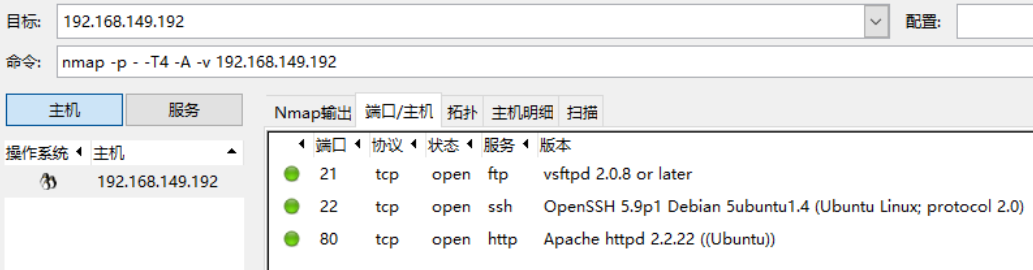 目标: 192.168.149.192 配置:
命令: nmap -p - -T4 -A -v 192.168.149.192
主机 服务 Nmap输出 端口/主机 拓扑 主机明细 扫描
操作系统 主机 端口 协议 状态 服务 版本
192.168.149.192 21 tcp open ftp vsftpd 2.0.8 or later
22 tcp open ssh OpenSSH 5.9p1 Debian 5ubuntu1.4 (Ubuntu Linux; protocol 2.0)
80 tcp open http Apache httpd 2.2.22 ((Ubuntu))